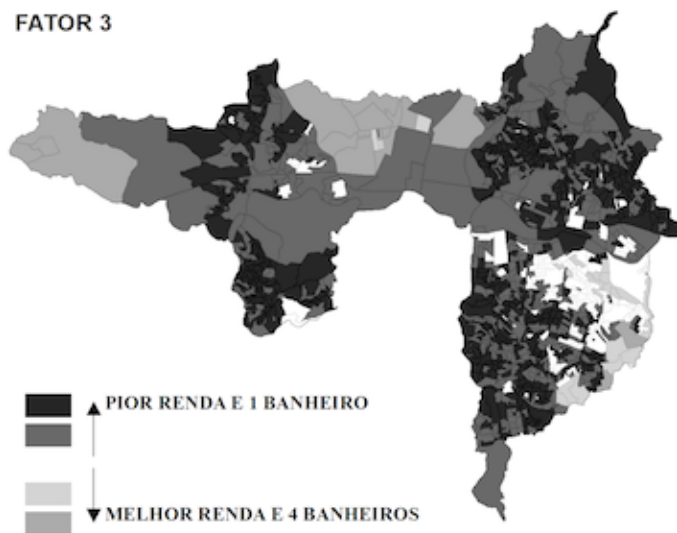 FATOR 3
PIOR RENDA E 1 BANHEIRO
MELHOR RENDA E 4 BANHEIROS